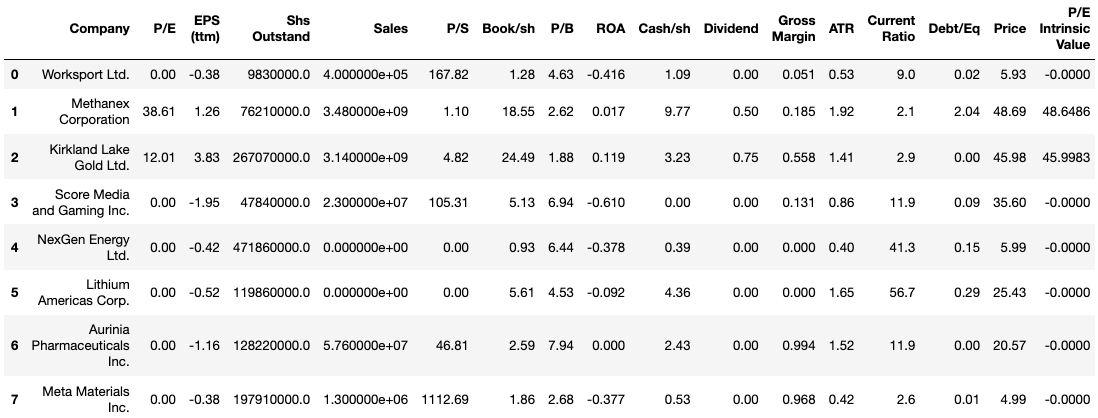 Company P/E EPS (ttm) Shs Outstand Sales P/S Book/sh P/B ROA Cash/sh Dividend Gross Margin ATR Current Ratio Debt/Eq Price P/E Intrinsic Value
0 Worksport Ltd. 0.00 -0.38 9830000.0 4.000000e+05 167.82 1.28 4.63 -0.416 1.09 0.00 0.051 0.53 9.0 0.02 5.93 -0.0000
1 Methanex Corporation 38.61 1.26 76210000.0 3.480000e+09 1.10 18.55 2.62 0.017 9.77 0.50 0.185 1.92 2.1 2.04 48.69 48.6486
2 Kirkland Lake Gold Ltd. 12.01 3.83 267070000.0 3.140000e+09 4.82 24.49 1.88 0.119 3.23 0.75 0.558 1.41 2.9 0.00 45.98 45.9983
3 Score Media and Gaming Inc. 0.00 -1.95 47840000.0 2.300000e+07 105.31 5.13 6.94 -0.610 0.00 0.00 0.131 0.86 11.9 0.09 35.60 -0.0000
4 NexGen Energy Ltd. 0.00 -0.42 471860000.0 0.000000e+00 0.00 0.93 6.44 -0.378 0.39 0.00 0.000 0.40 41.3 0.15 5.99 -0.0000
5 Lithium Americas Corp. 0.00 -0.52 119860000.0 0.000000e+00 0.00 5.61 4.53 -0.092 4.36 0.00 0.000 1.65 56.7 0.29 25.43 -0.0000
6 Aurinia Pharmaceuticals Inc. 0.00 -1.16 128220000.0 5.760000e+07 46.81 2.59 7.94 0.000 2.43 0.00 0.994 1.52 11.9 0.00 20.57 -0.0000
7 Meta Materials Inc. 0.00 -0.38 197910000.0 1.300000e+06 1112.69 1.86 2.68 -0.377 0.53 0.00 0.968 0.42 2.6 0.01 4.99 -0.0000